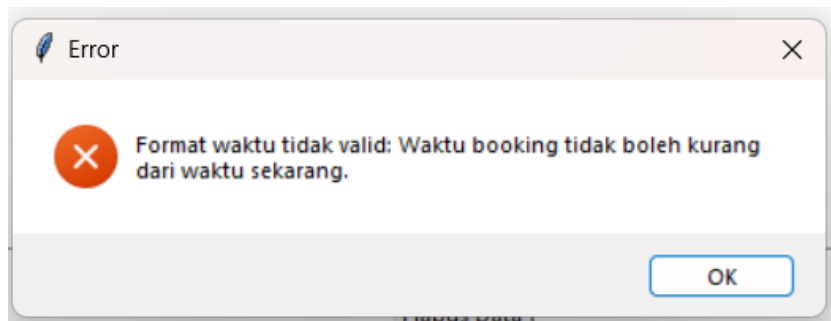 Error
Format waktu tidak valid: Waktu booking tidak boleh kurang
dari waktu sekarang.
OK